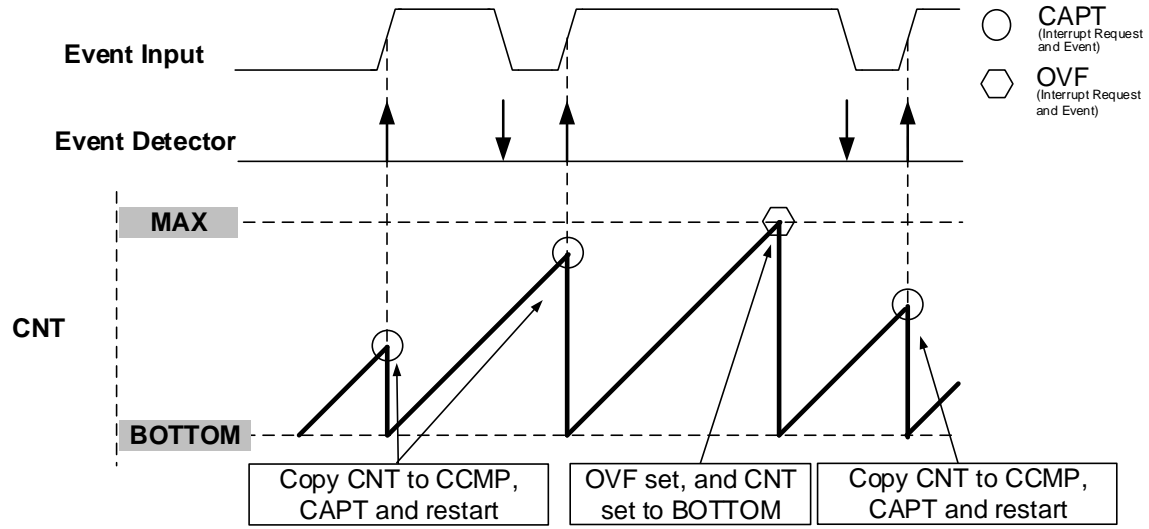 CAPT
(Interrupt Request
and Event)
Event Input
OVF
(Interrupt Request
and Event)
Event Detector
MAX
CNT
BOTTOM
Copy CNT to CCMP,
CAPT and restart
OVF set, and CNT
set to BOTTOM
Copy CNT to CCMP,
CAPT and restart